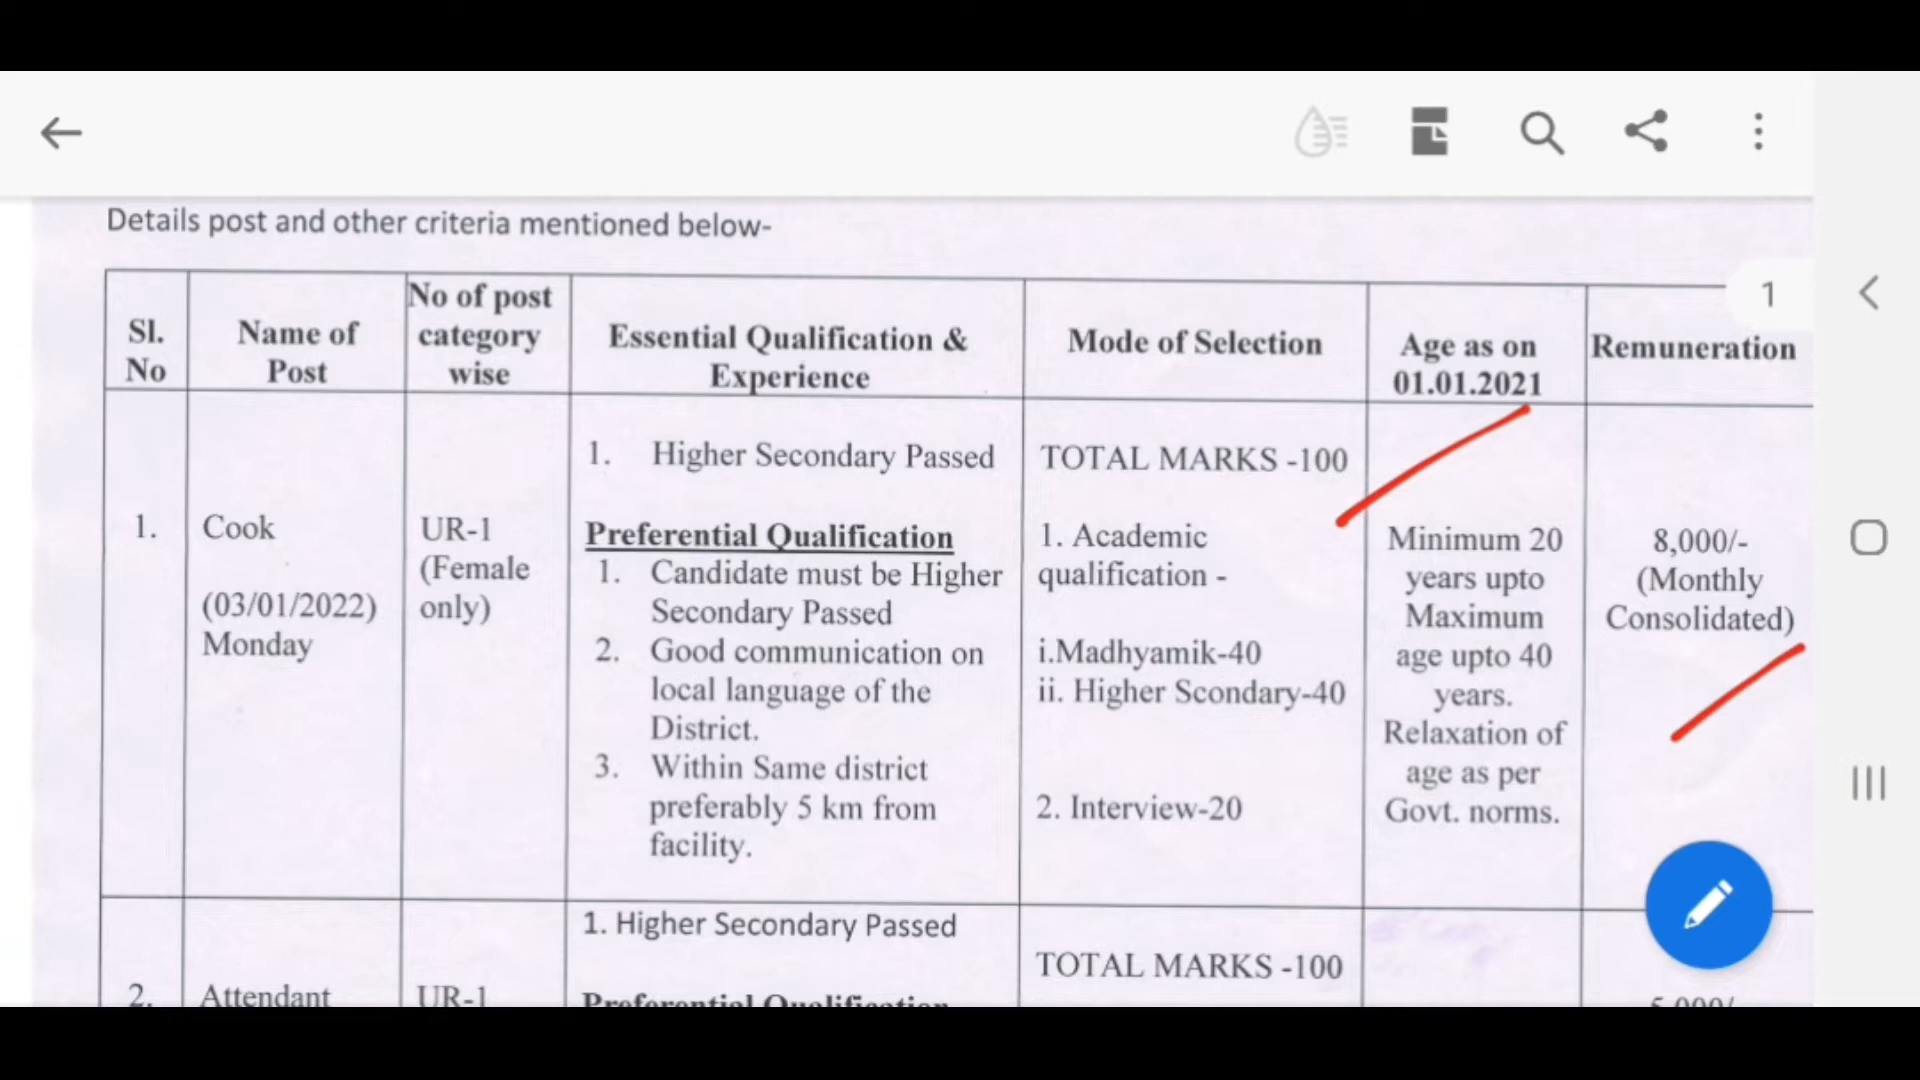 Details post and other criteria mentioned below-
1
Sl.
No
Name of
Post
No of post
category
wise
Essential Qualification &
Experience
Mode of Selection
Age as on
01.01.2021
Remuneration
1.
Cook
(03/01/2022)
Monday
UR-1
(Female
only)
1. Higher Secondary Passed
Preferential Qualification
1. Candidate must be Higher
Secondary Passed
2. Good communication on
local language of the
District.
3. Within Same district
preferably 5 km from
facility.
TOTAL MARKS -100
1. Academic
qualification -
i.Madhyamik-40
ii. Higher Scondary-40
2. Interview-20
Minimum 20
years upto
Maximum
age upto 40
years.
Relaxation of
age as per
Govt. norms.
8,000/-
(Monthly
Consolidated)
2.
Attendant
UR-1
1. Higher Secondary Passed
Preferential Qualification
TOTAL MARKS -100
5,000/